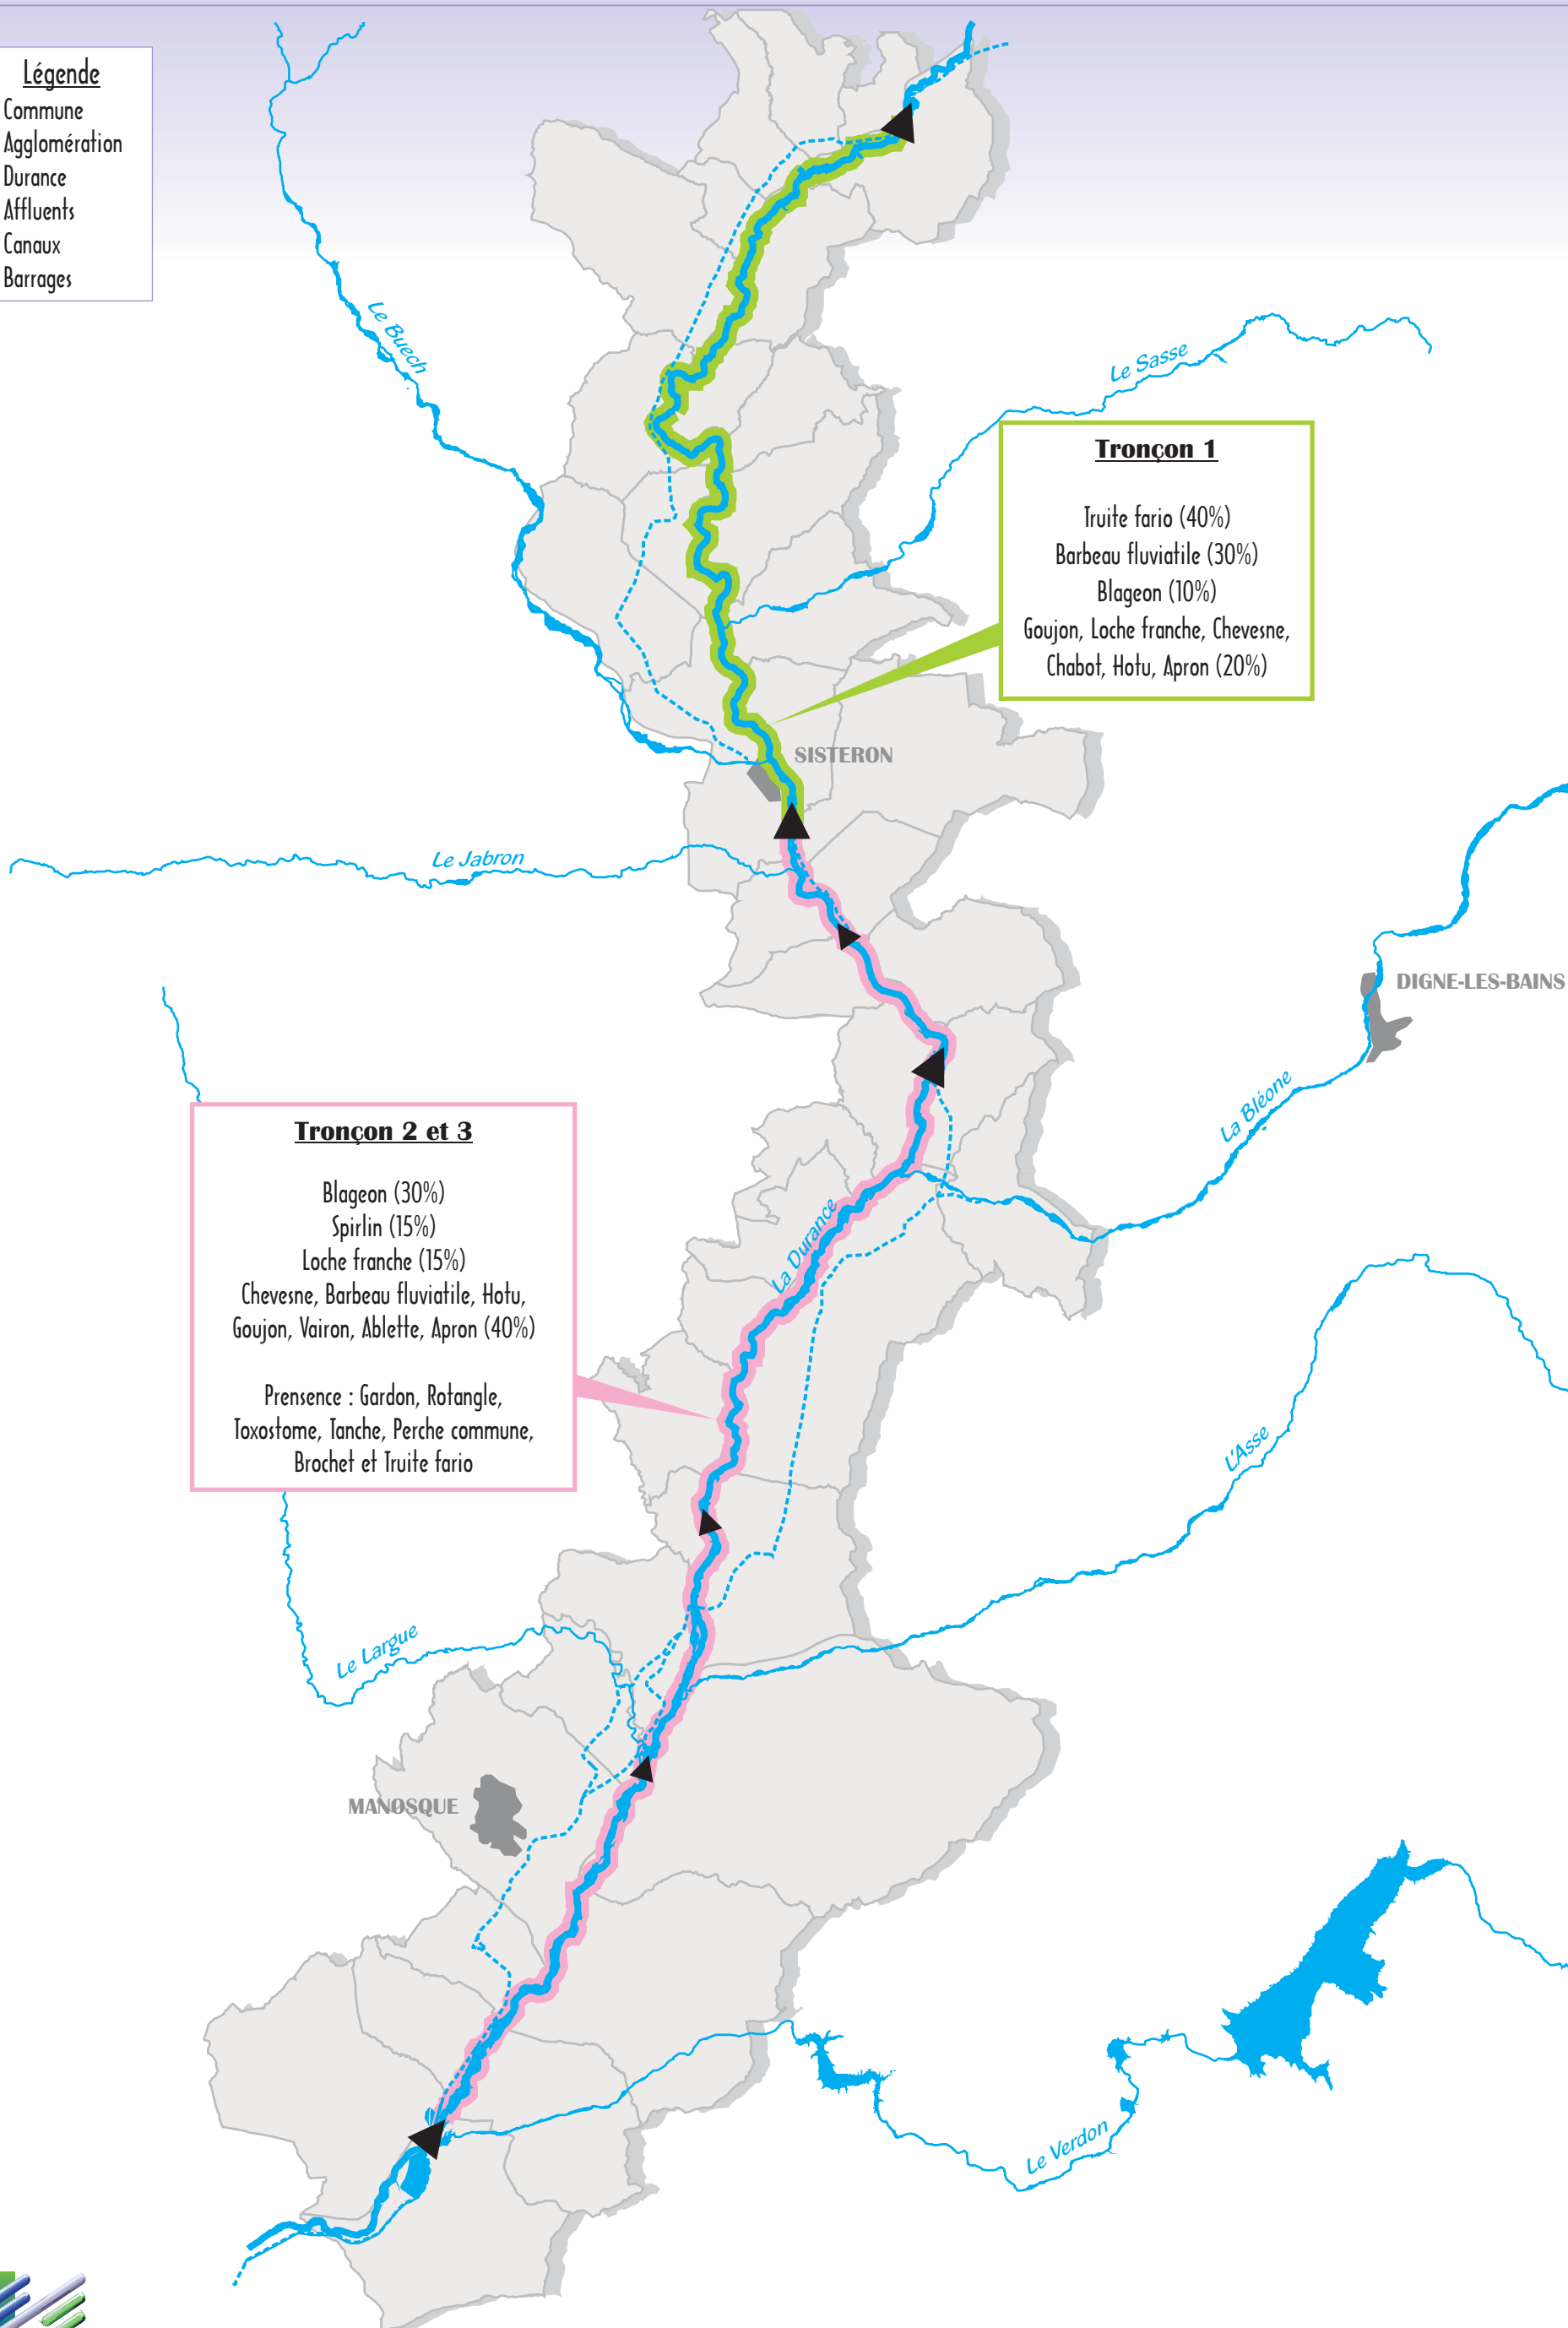 Légende
Commune
Agglomération
Durance
Affluents
Canaux
Barrages
Le Buech
Le Sasse
Tronçon 1
Truite fario (40%)
Barbeau fluviatile (30%)
Blageon (10%)
Goujon, Loche franche, Chevesne,
Chabot, Hotu, Apron (20%)
SISTERON
Le Jabron
DIGNE-LES-BAINS
La Bléone
Tronçon 2 et 3
Blageon (30%)
Spirlin (15%)
Loche franche (15%)
Chevesne, Barbeau fluviatile, Hotu,
Goujon, Vairon, Ablette, Apron (40%)
Prensence : Gardon, Rotangle,
Toxostome, Tanche, Perche commune,
Brochet et Truite fario
La Durance
L'Asse
Le Largue
MANOSQUE
Le Verdon